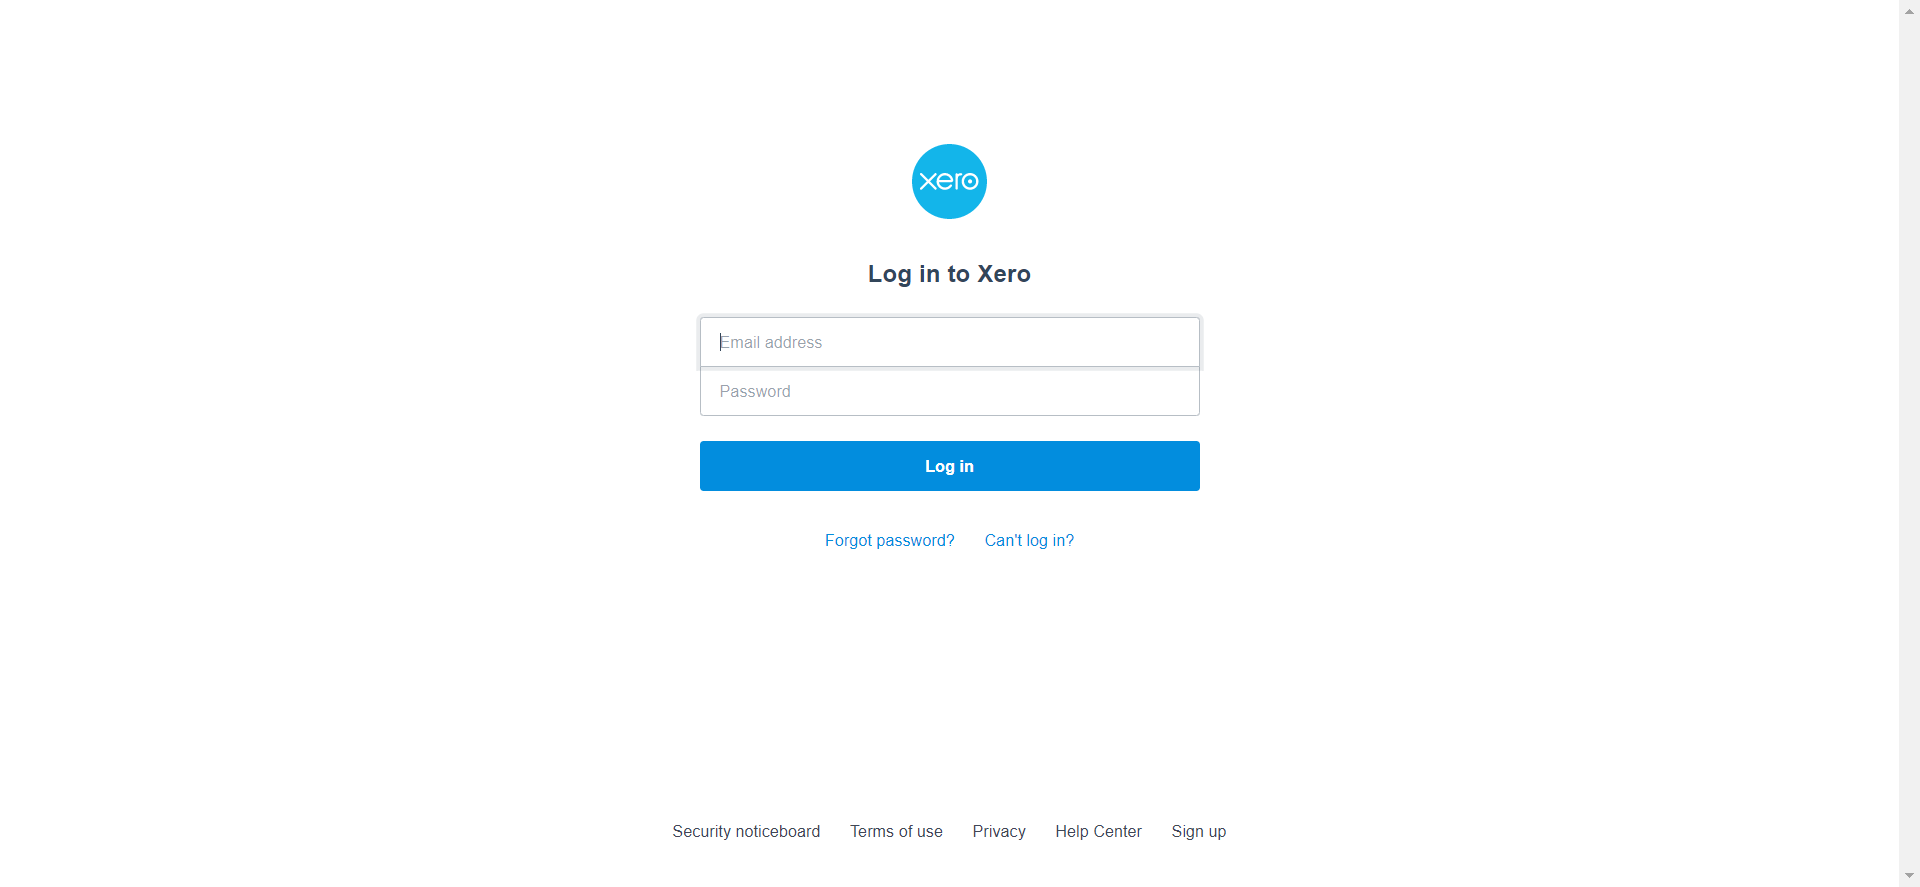 xero
Log in to Xero
Email address
Password
Log in
Forgot password? Can't log in?
Security noticeboard Terms of use Privacy Help Center Sign up